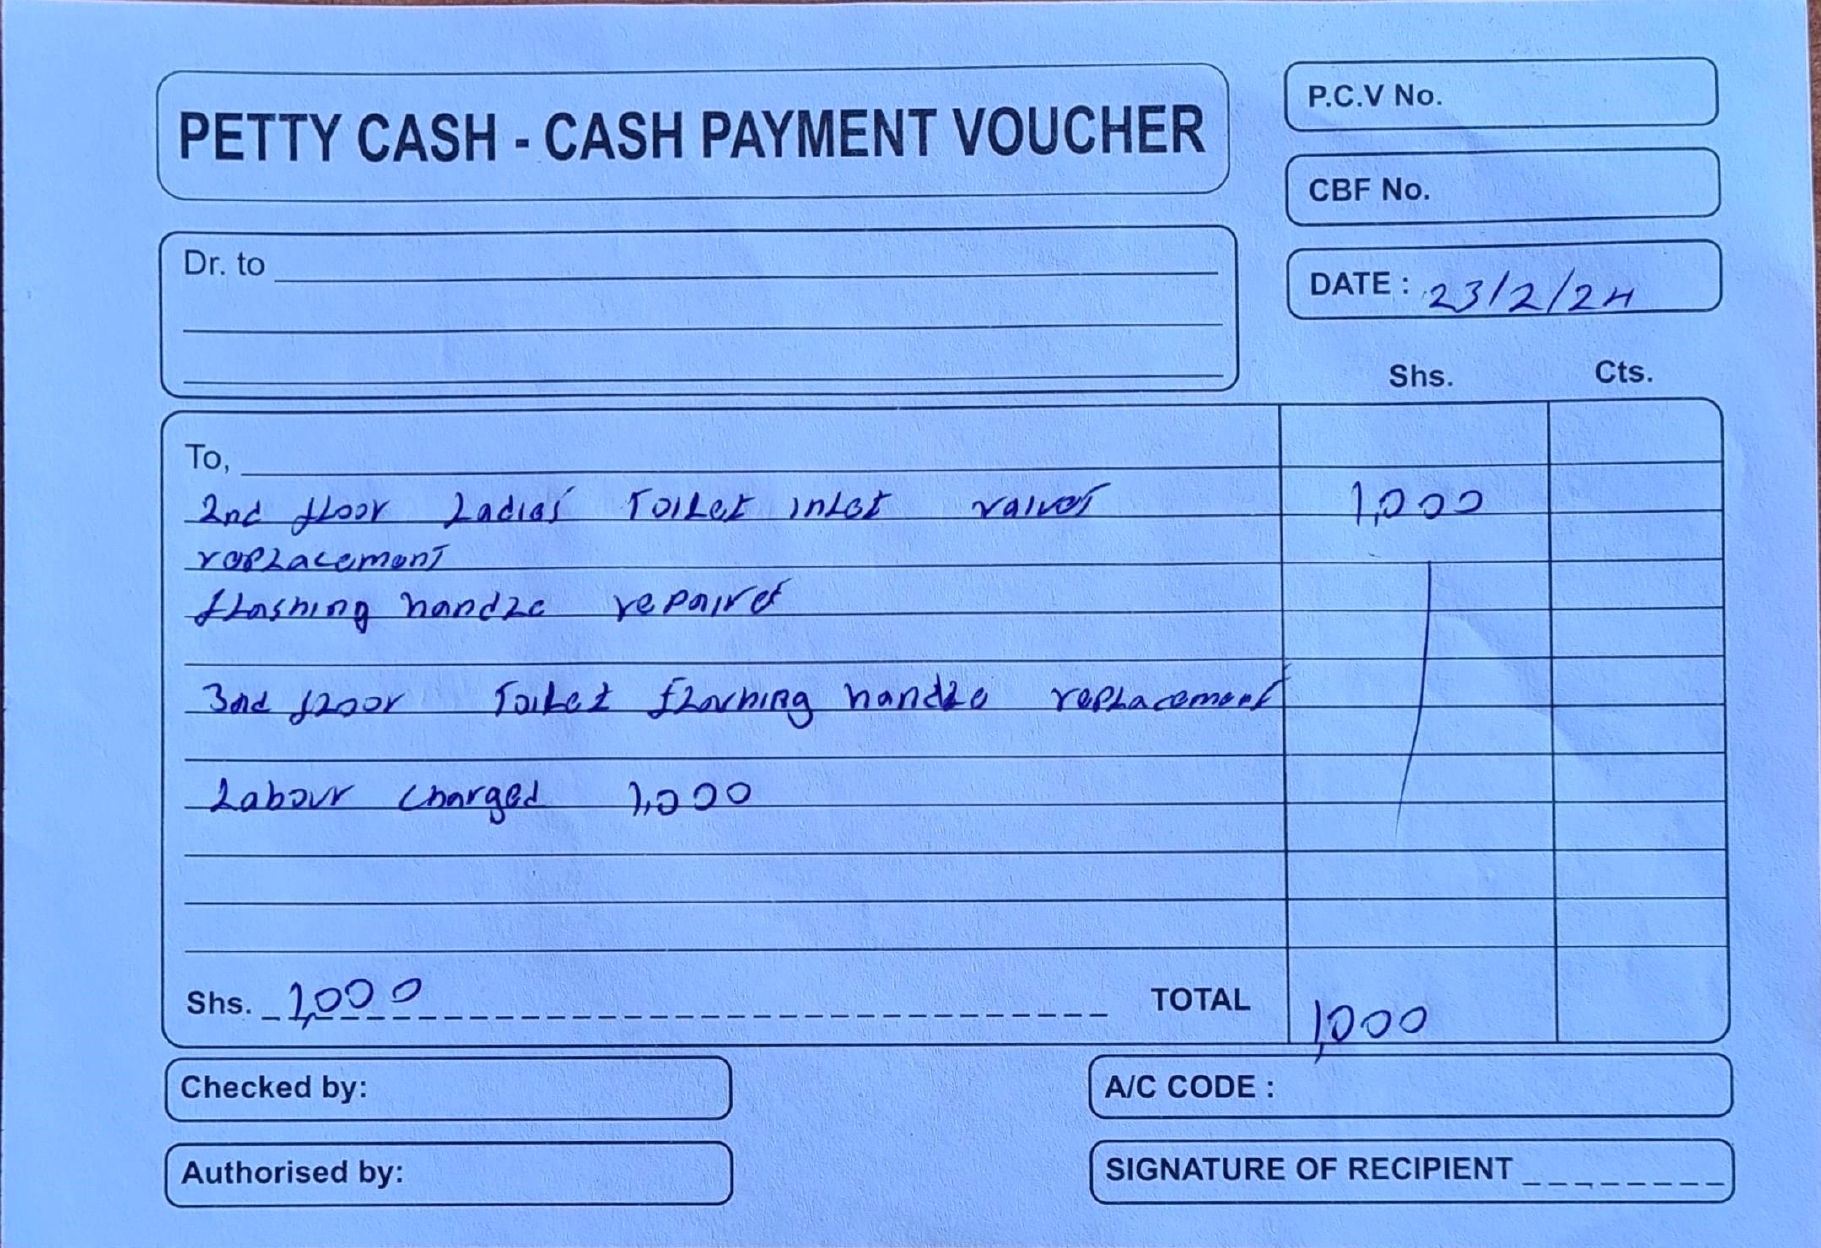 PETTY CASH - CASH PAYMENT VOUCHER
P.C.V No.
CBF No.
Dr. to
DATE : 23/2/24
Shs. Cts.
To,
2nd floor Ladies Toilet inlet valves 1,000
replacement
flashing handle repaired
3nd floor Toilet flashing handle replacement
Labour charged 1,000
Shs. 1,000 TOTAL 1,000
Checked by:
A/C CODE :
Authorised by:
SIGNATURE OF RECIPIENT